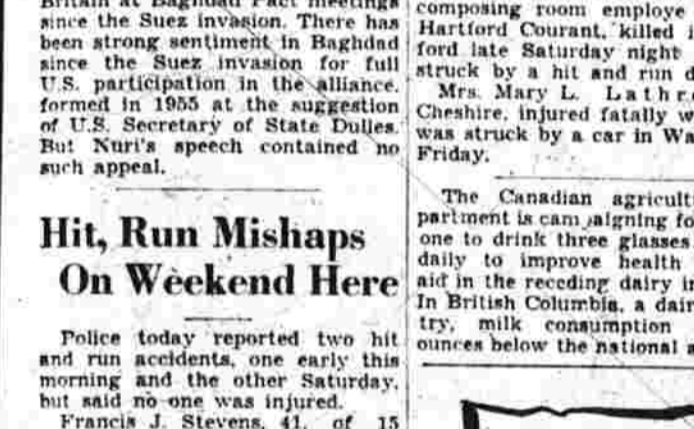 Britain at Baghdad Pact meetings
since the Suez invasion. There has
been strong sentiment in Baghdad
since the Suez invasion for full
U.S. participation in the alliance,
formed in 1955 at the suggestion
of U.S. Secretary of State Dulles.
But Nuri's speech contained no
such appeal.
Hit, Run Mishaps
On Weekend Here
Police today reported two hit
and run accidents, one early this
morning and the other Saturday,
but said no one was injured.
Francis J. Stevens, 41, of 15
composing room employe
Hartford Courant, killed i
ford late Saturday night
struck by a hit and run d
Mrs. Mary L. Lathr
Cheshire, injured fatally w
was struck by a car in Wa
Friday.
The Canadian agricult
partment is campaigning fo
one to drink three glasses
daily to improve health
aid in the receding dairy in
In British Columbia, a dair
try, milk consumption
ounces below the national a